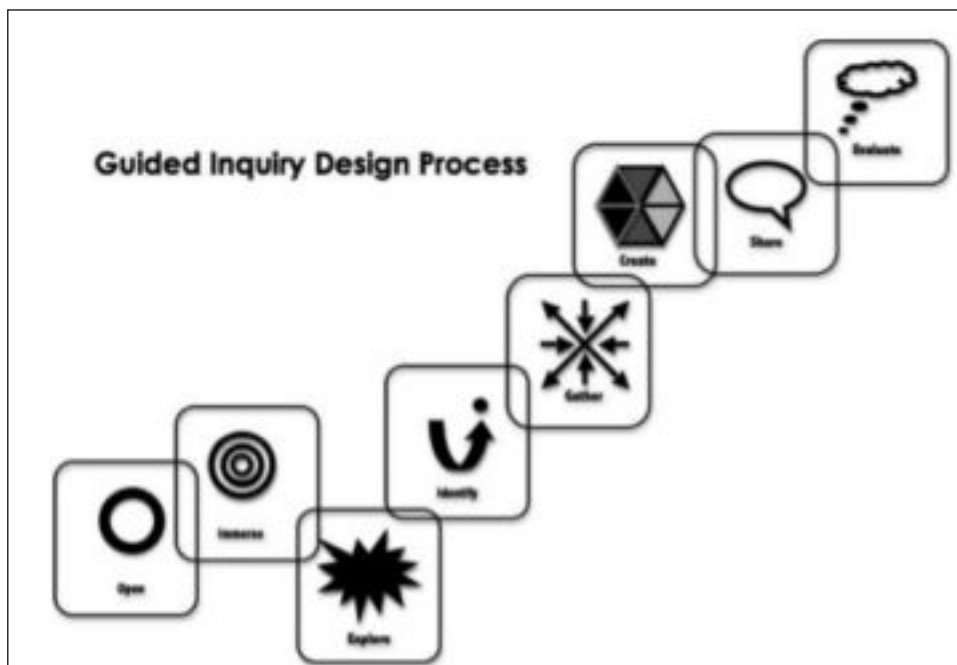 Guided Inquiry Design Process
Open
Immerse
Explore
Identify
Gather
Create
Share
Evaluate